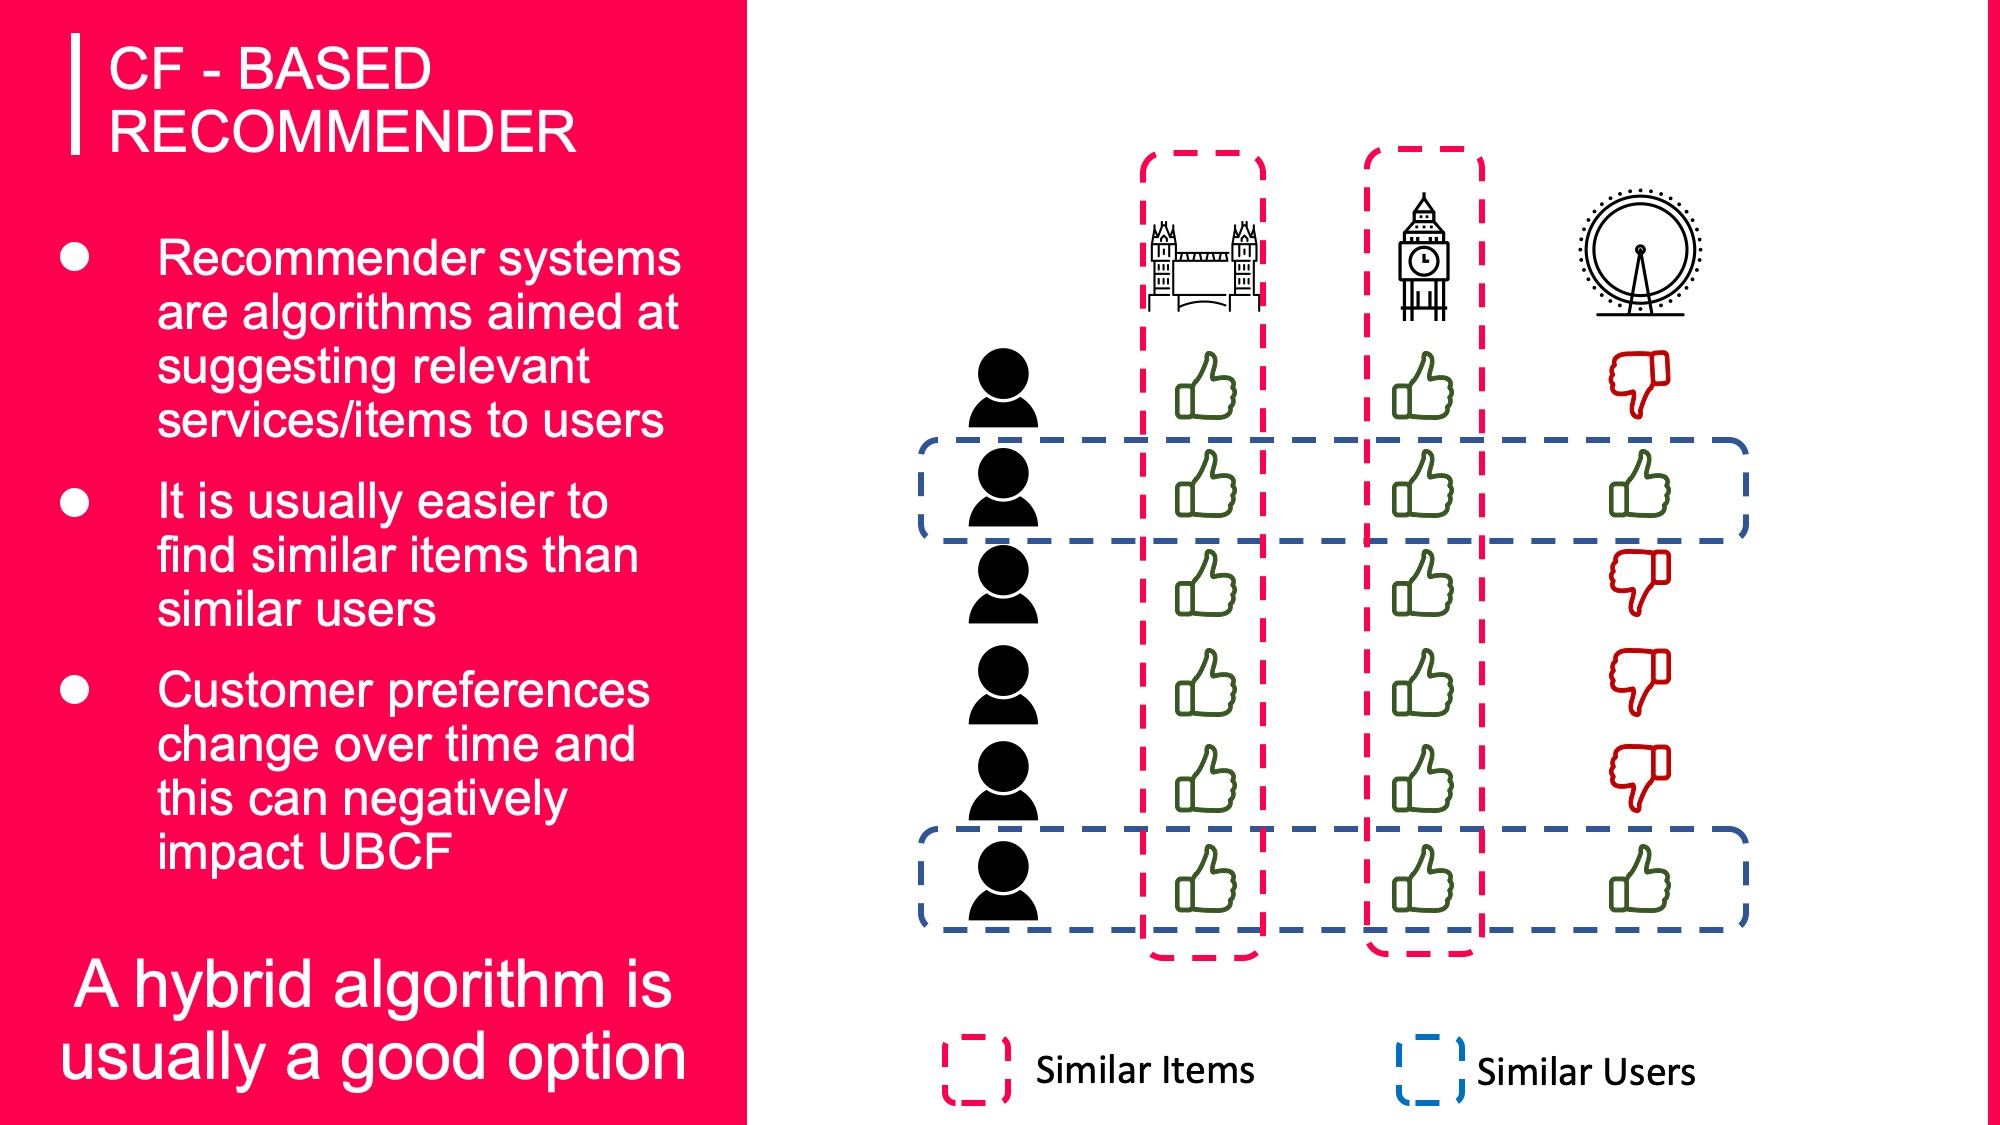 CF - BASED
RECOMMENDER
Recommender systems
are algorithms aimed at
suggesting relevant
services/items to users
It is usually easier to
find similar items than
similar users
Customer preferences
change over time and
this can negatively
impact UBCF
A hybrid algorithm is
usually a good option
Similar Items
Similar Users